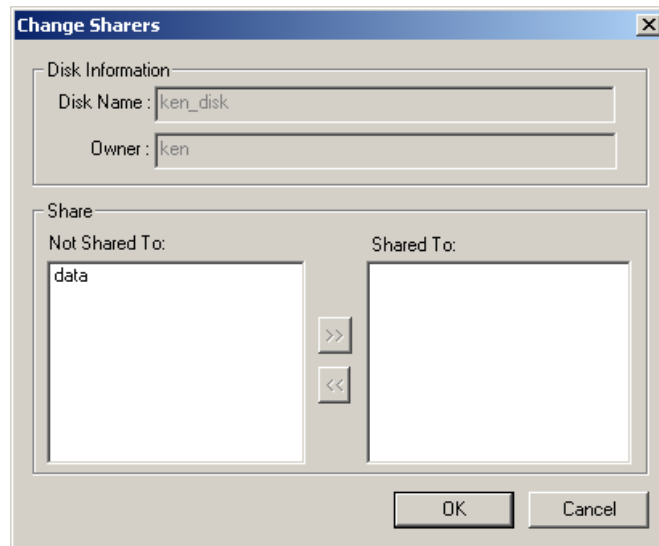 Change Sharers
Disk Information
Disk Name : ken_disk
Owner : ken
Share
Not Shared To:
Shared To:
data
>>
<<
OK
Cancel